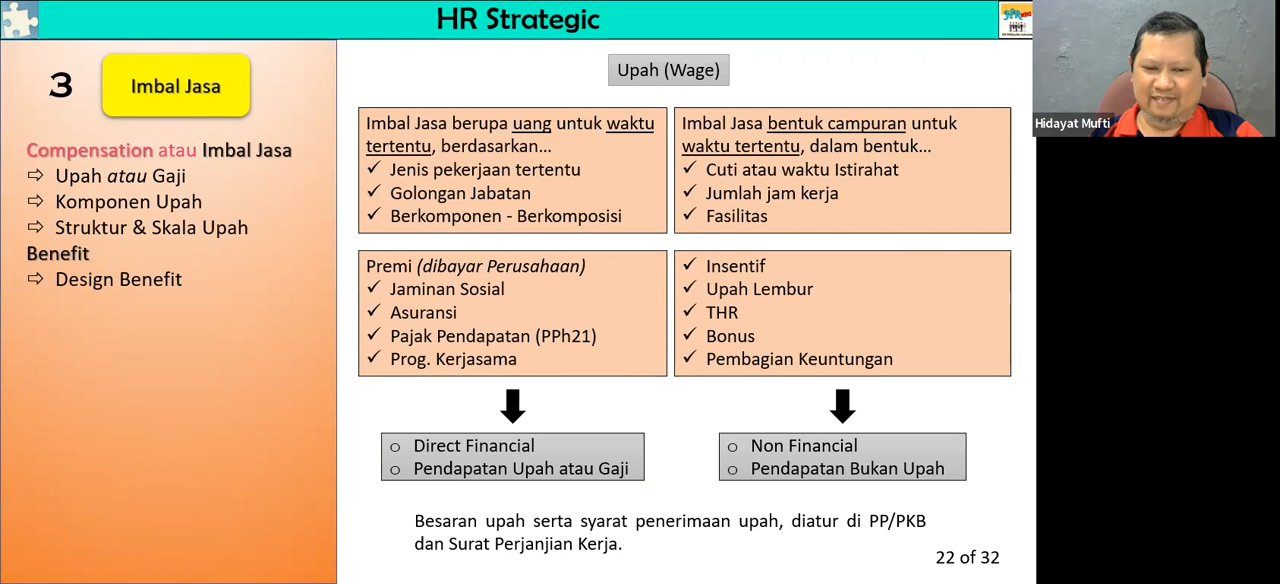 HR Strategic
3
Imbal Jasa
Compensation atau Imbal Jasa
Upah atau Gaji
Komponen Upah
Struktur & Skala Upah
Benefit
Design Benefit
Upah (Wage)
Imbal Jasa berupa uang untuk waktu
tertentu, berdasarkan...
✓ Jenis pekerjaan tertentu
✓ Golongan Jabatan
✓ Berkomponen - Berkomposisi
Imbal Jasa bentuk campuran untuk
waktu tertentu, dalam bentuk...
✓ Cuti atau waktu Istirahat
✓ Jumlah jam kerja
✓ Fasilitas
Premi (dibayar Perusahaan)
✓ Jaminan Sosial
✓ Asuransi
✓ Pajak Pendapatan (PPh21)
✓ Prog. Kerjasama
✓ Insentif
✓ Upah Lembur
✓ THR
✓ Bonus
✓ Pembagian Keuntungan
o Direct Financial
o Pendapatan Upah atau Gaji
o Non Financial
o Pendapatan Bukan Upah
Besaran upah serta syarat penerimaan upah, diatur di PP/PKB
dan Surat Perjanjian Kerja.
22 of 32
Hidayat Mufti